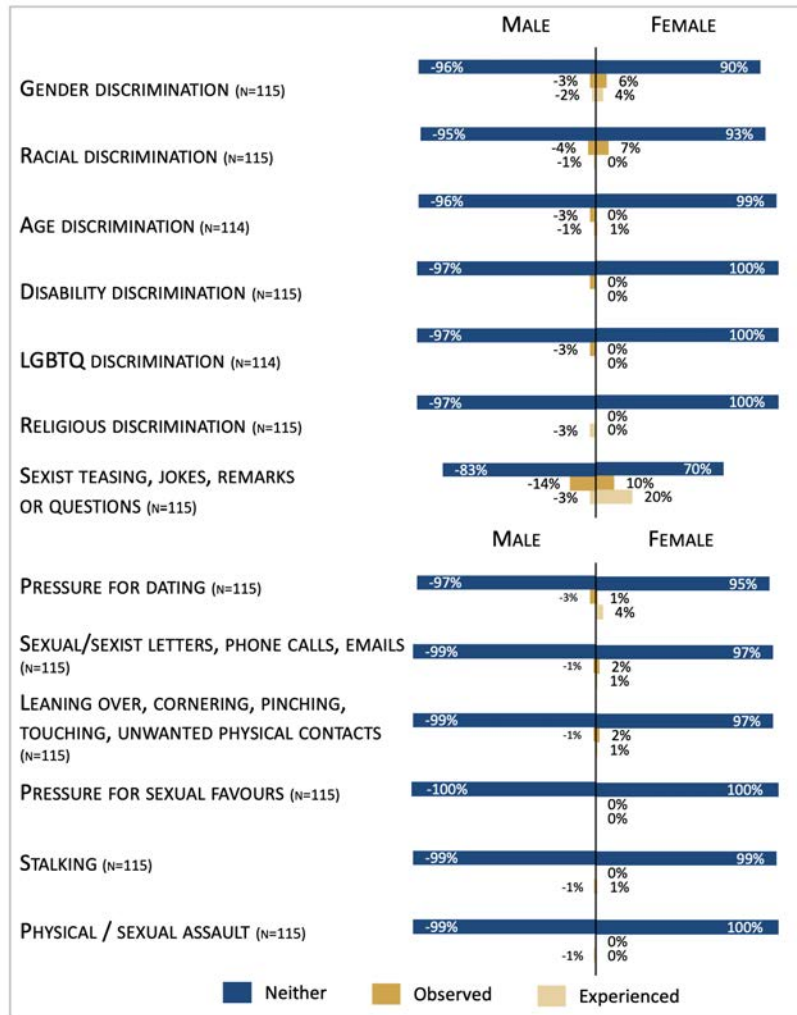 MALE FEMALE
-96% 90%
-3% 6%
GENDER DISCRIMINATION (N=115) -2% 4%
-95% 93%
-4% 7%
RACIAL DISCRIMINATION (N=115) -1% 0%
-96% 99%
-3% 0%
AGE DISCRIMINATION (N=114) -1% 1%
-97% 100%
0%
DISABILITY DISCRIMINATION (N=115) 0%
-97% 100%
-3% 0%
LGBTQ DISCRIMINATION (N=114) 0%
-97% 100%
0%
RELIGIOUS DISCRIMINATION (N=115) -3% 0%
-83% 70%
SEXIST TEASING, JOKES, REMARKS -14% 10%
OR QUESTIONS (N=115) -3% 20%
MALE FEMALE
PRESSURE FOR DATING (N=115) -97% 95%
-3% 1%
4%
SEXUAL/SEXIST LETTERS, PHONE CALLS, EMAILS -99% 97%
(N=115) -1% 2%
1%
LEANING OVER, CORNERING, PINCHING,
TOUCHING, UNWANTED PHYSICAL CONTACTS -99% 97%
(N=115) -1% 2%
1%
PRESSURE FOR SEXUAL FAVOURS (N=115) -100% 100%
0%
0%
STALKING (N=115) -99% 99%
0%
-1% 1%
PHYSICAL / SEXUAL ASSAULT (N=115) -99% 100%
0%
-1% 0%
Neither Observed Experienced